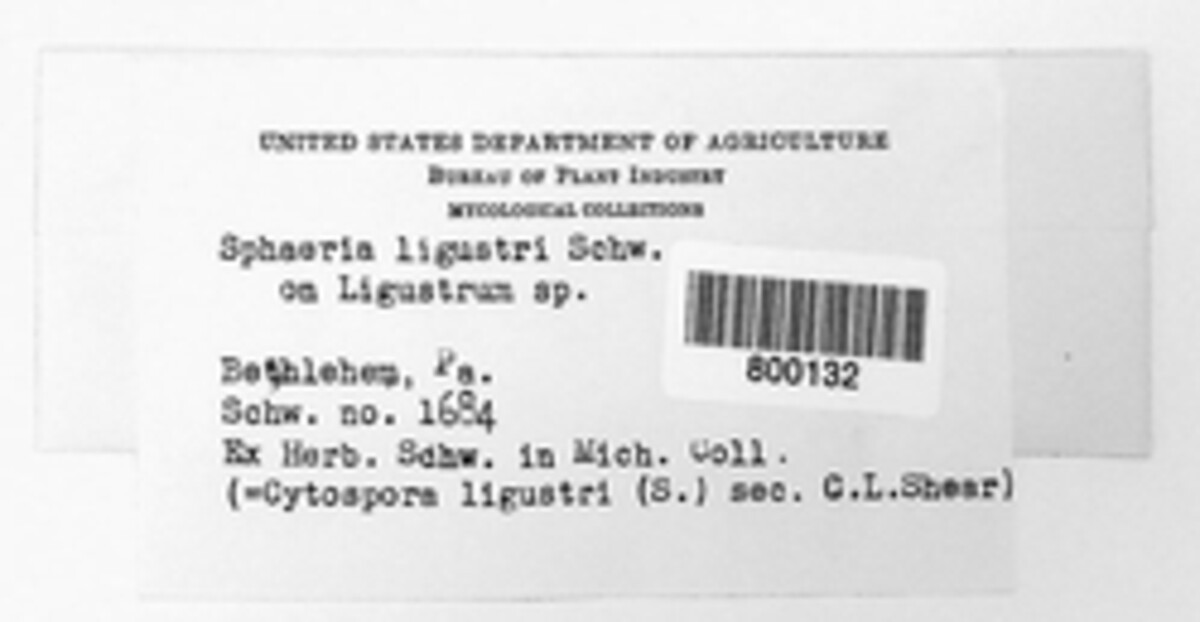 UNITED STATES DEPARTMENT OF AGRICULTURE
BUREAU OF PLANT INDUSTRY
MYCOLOGICAL COLLECTIONS
Sphaeria ligustri Schw.
on Ligustrum sp.
800132
Bethlehem, Pa.
Schw. no. 1684
Ex Herb. Schw. in Mich. Coll.
(=Cytospora ligustri (S.) sec. C.L.Shear)